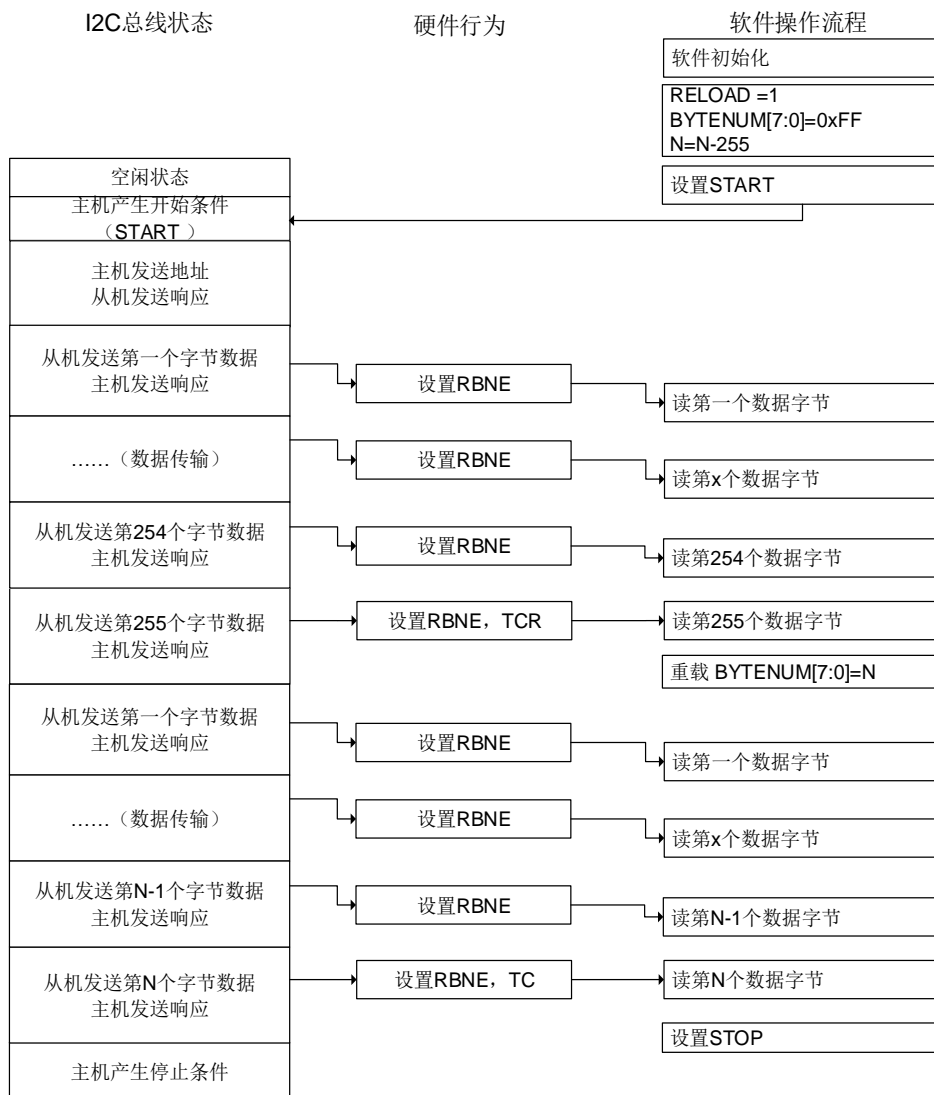 I2C总线状态
硬件行为
软件操作流程
软件初始化
RELOAD =1
BYTENUM[7:0]=0xFF
N=N-255
设置START
空闲状态
主机产生开始条件
（START ）
主机发送地址
从机发送响应
从机发送第一个字节数据
主机发送响应
设置RBNE
读第一个数据字节
……（数据传输）
设置RBNE
读第x个数据字节
从机发送第254个字节数据
主机发送响应
设置RBNE
读第254个数据字节
从机发送第255个字节数据
主机发送响应
设置RBNE，TCR
读第255个数据字节
重载 BYTENUM[7:0]=N
从机发送第一个字节数据
主机发送响应
设置RBNE
读第一个数据字节
……（数据传输）
设置RBNE
读第x个数据字节
从机发送第N-1个字节数据
主机发送响应
设置RBNE
读第N-1个数据字节
从机发送第N个字节数据
主机发送响应
设置RBNE，TC
读第N个数据字节
设置STOP
主机产生停止条件